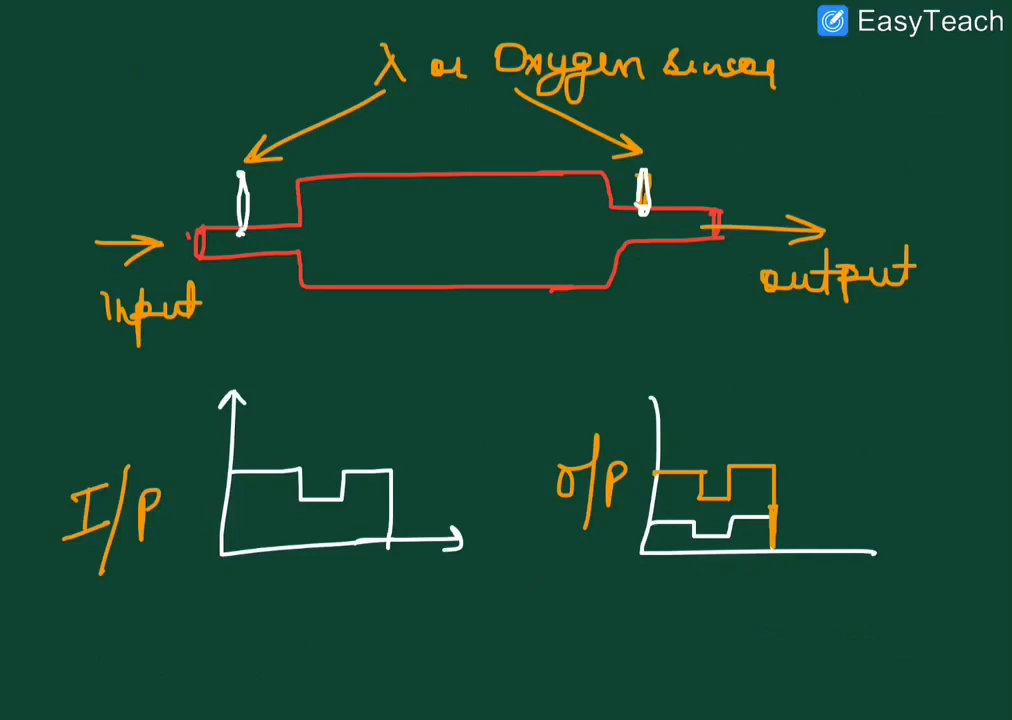 EasyTeach
λ or Oxygen Sensor
Input
output
I/P
O/P